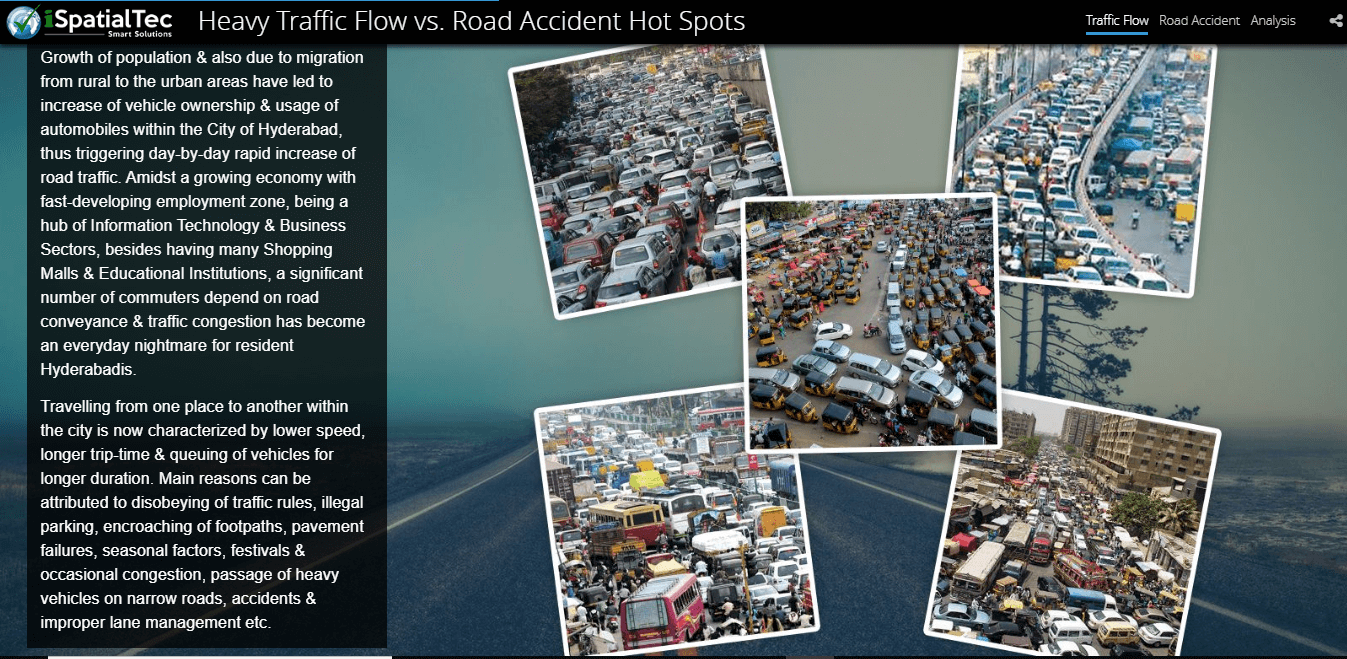 iSpatialTec
Smart Solutions
Heavy Traffic Flow vs. Road Accident Hot Spots
Traffic Flow Road Accident Analysis
Growth of population & also due to migration
from rural to the urban areas have led to
increase of vehicle ownership & usage of
automobiles within the City of Hyderabad,
thus triggering day-by-day rapid increase of
road traffic. Amidst a growing economy with
fast-developing employment zone, being a
hub of Information Technology & Business
Sectors, besides having many Shopping
Malls & Educational Institutions, a significant
number of commuters depend on road
conveyance & traffic congestion has become
an everyday nightmare for resident
Hyderabadis.
Travelling from one place to another within
the city is now characterized by lower speed,
longer trip-time & queuing of vehicles for
longer duration. Main reasons can be
attributed to disobeying of traffic rules, illegal
parking, encroaching of footpaths, pavement
failures, seasonal factors, festivals &
occasional congestion, passage of heavy
vehicles on narrow roads, accidents &
improper lane management etc.